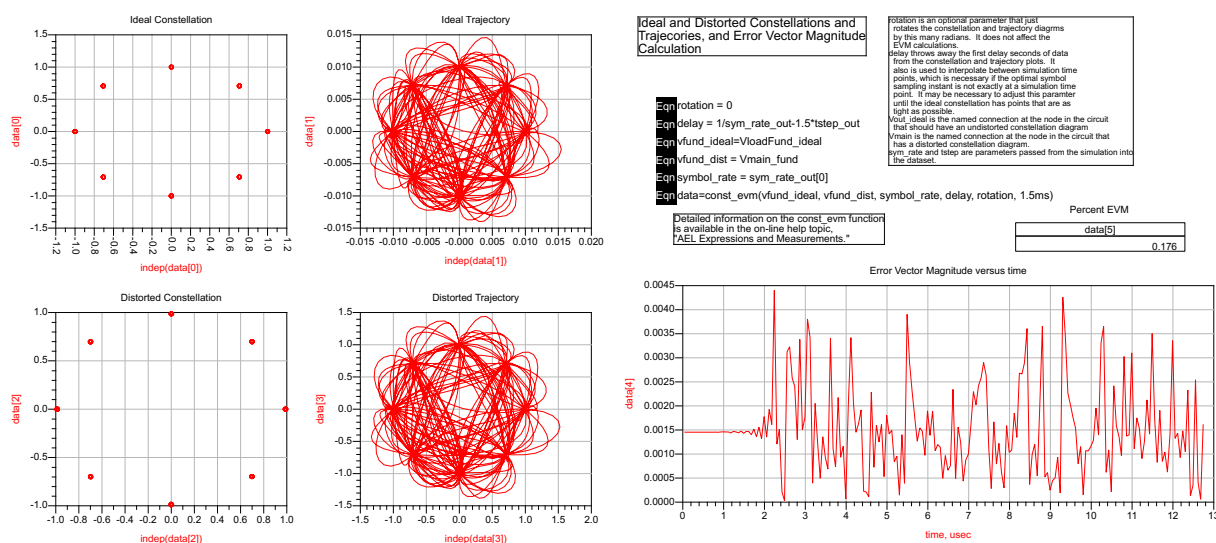 Ideal Constellation
1.5
1.0
0.5
0.0
-0.5
-1.0
-1.5
data[0]
-1.2
-1.0
-0.8
-0.6
-0.4
-0.2
0.0
0.2
0.4
0.6
0.8
1.0
1.2
indep(data[0])
Ideal Trajectory
0.015
0.010
0.005
0.000
-0.005
-0.010
-0.015
data[1]
-0.015
-0.010
-0.005
-0.000
0.005
0.010
0.015
0.020
indep(data[1])
Ideal and Distorted Constellations and
Trajectories, and Error Vector Magnitude
Calculation
rotation is an optional parameter that just
rotates the constellation and trajectory diagrms
by this many radians. It does not affect the
EVM calculations.
delay throws away the first delay seconds of data
from the constellation and trajectory plots. It
also is used to interpolate between simulation time
points, which is necessary if the optimal symbol
sampling instant is not exactly at a simulation time
point. It may be necessary to adjust this paramter
until the ideal constellation has points that are as
tight as possible.
Vout_ideal is the named connection at the node in the circuit
that should have an undistorted constellation diagram
Vmain is the named connection at the node in the circuit that
has a distorted constellation diagram.
sym_rate and tstep are parameters passed from the simulation into
the dataset.
Eqn rotation = 0
Eqn delay = 1/sym_rate_out-1.5*tstep_out
Eqn vfund_ideal=VloadFund_ideal
Eqn vfund_dist = Vmain_fund
Eqn symbol_rate = sym_rate_out[0]
Eqn data=const_evm(vfund_ideal, vfund_dist, symbol_rate, delay, rotation, 1.5ms)
Detailed information on the const_evm function
is available in the on-line help topic,
"AEL Expressions and Measurements."
Percent EVM
data[5]
0.176
Distorted Constellation
1.0
0.5
0.0
-0.5
-1.0
data[2]
-1.0
-0.8
-0.6
-0.4
-0.2
0.0
0.2
0.4
0.6
0.8
1.0
indep(data[2])
Distorted Trajectory
1.5
1.0
0.5
0.0
-0.5
-1.0
-1.5
data[3]
-1.5
-1.0
-0.5
0.0
0.5
1.0
1.5
2.0
indep(data[3])
Error Vector Magnitude versus time
0.0045
0.0040
0.0035
0.0030
0.0025
0.0020
0.0015
0.0010
0.0005
0.0000
data[4]
0
1
2
3
4
5
6
7
8
9
10
11
12
13
time, usec